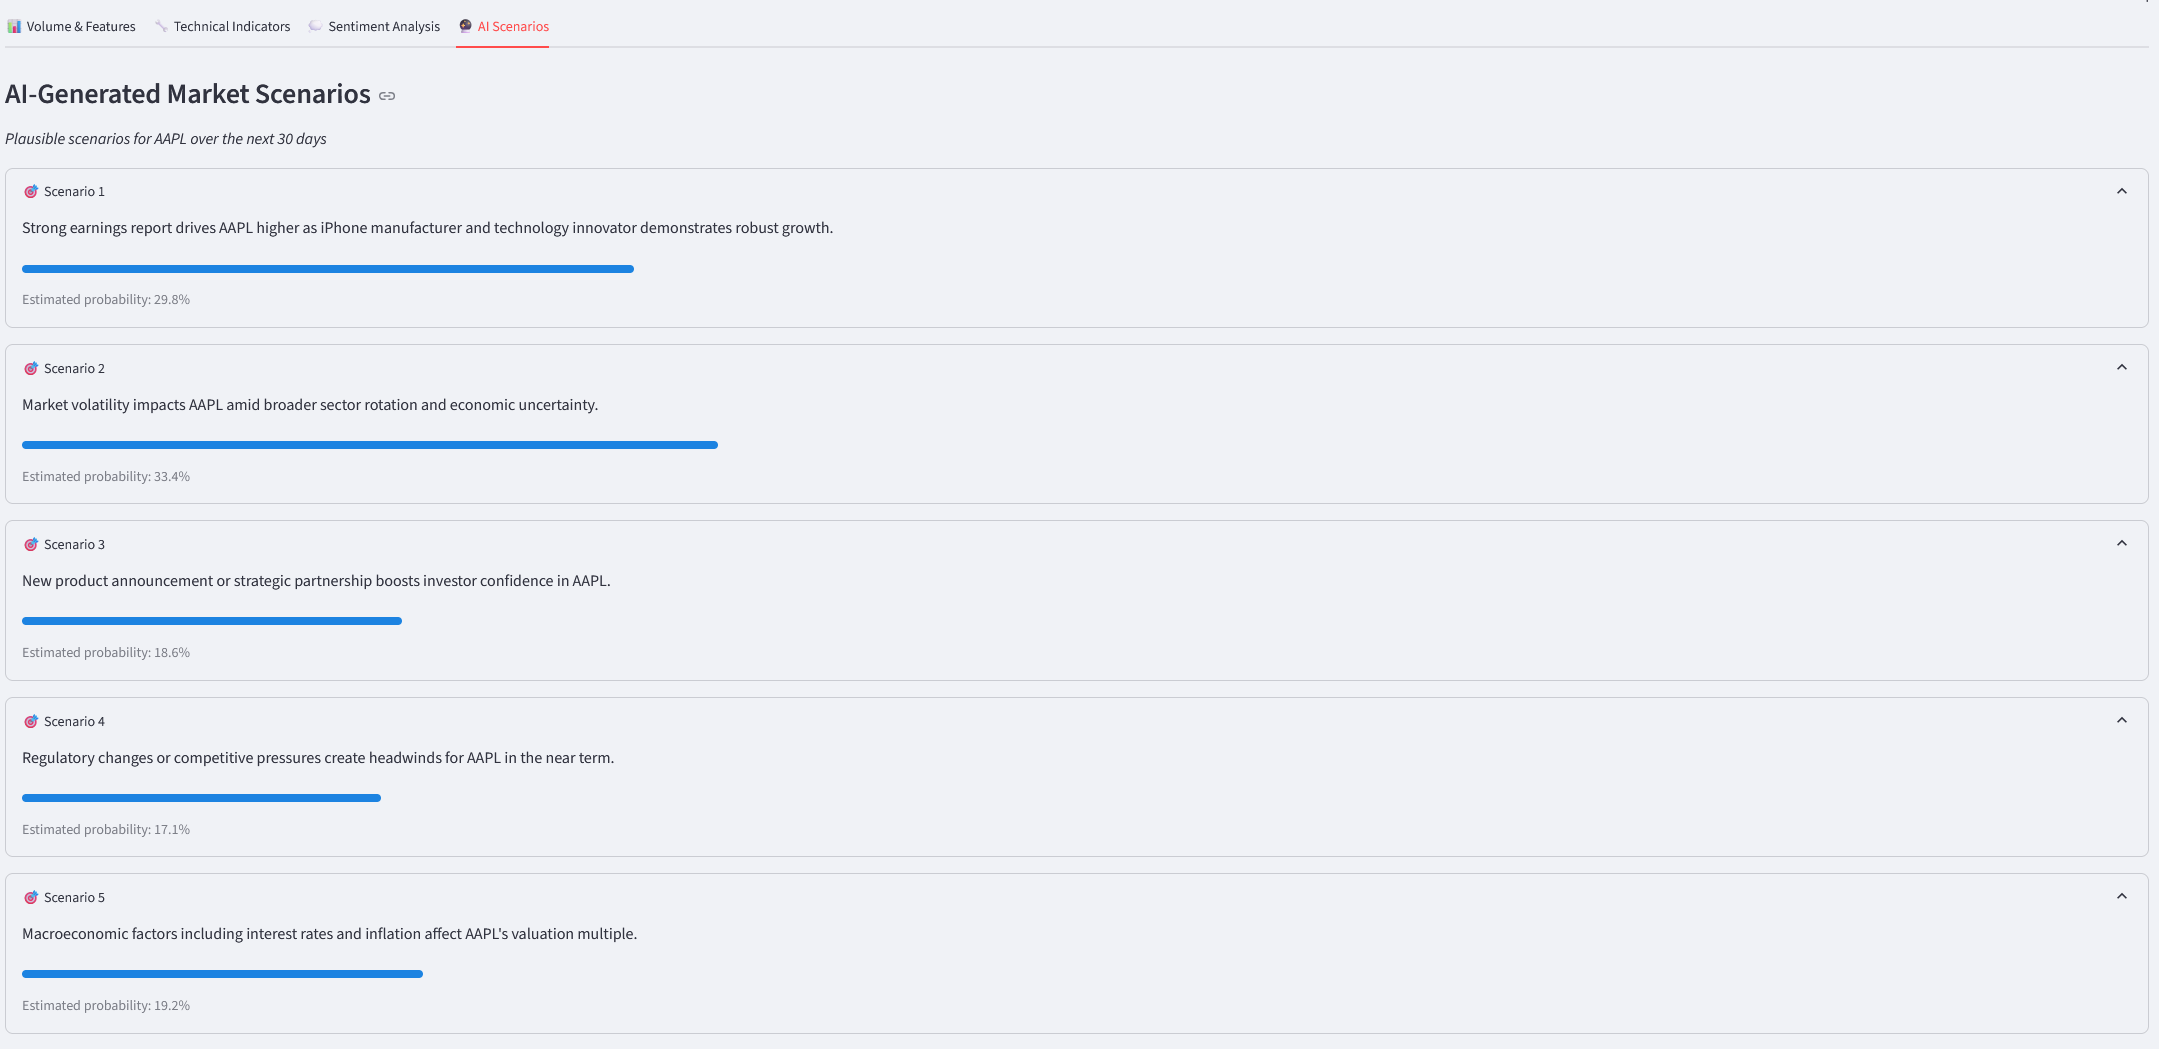 Volume & Features Technical Indicators Sentiment Analysis AI Scenarios
AI-Generated Market Scenarios
Plausible scenarios for AAPL over the next 30 days
Scenario 1
Strong earnings report drives AAPL higher as iPhone manufacturer and technology innovator demonstrates robust growth.
Estimated probability: 29.8%
Scenario 2
Market volatility impacts AAPL amid broader sector rotation and economic uncertainty.
Estimated probability: 33.4%
Scenario 3
New product announcement or strategic partnership boosts investor confidence in AAPL.
Estimated probability: 18.6%
Scenario 4
Regulatory changes or competitive pressures create headwinds for AAPL in the near term.
Estimated probability: 17.1%
Scenario 5
Macroeconomic factors including interest rates and inflation affect AAPL's valuation multiple.
Estimated probability: 19.2%